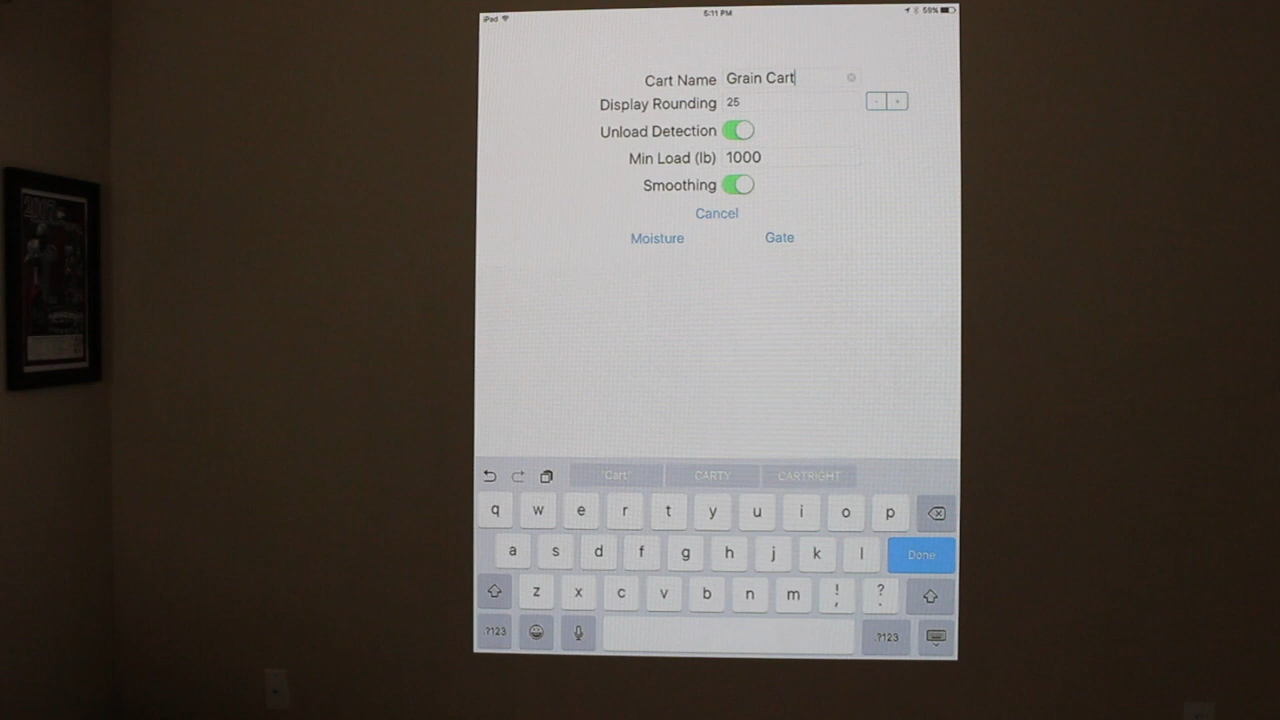 iPad 5:11 PM 59%
Cart Name Grain Cart
Display Rounding 25 - +
Unload Detection
Min Load (lb) 1000
Smoothing
Cancel
Moisture Gate
"Cart" CARTY CARTRIGHT
q w e r t y u i o p
a s d f g h j k l Done
z x c v b n m ! , ? .
.?123 .?123
2007